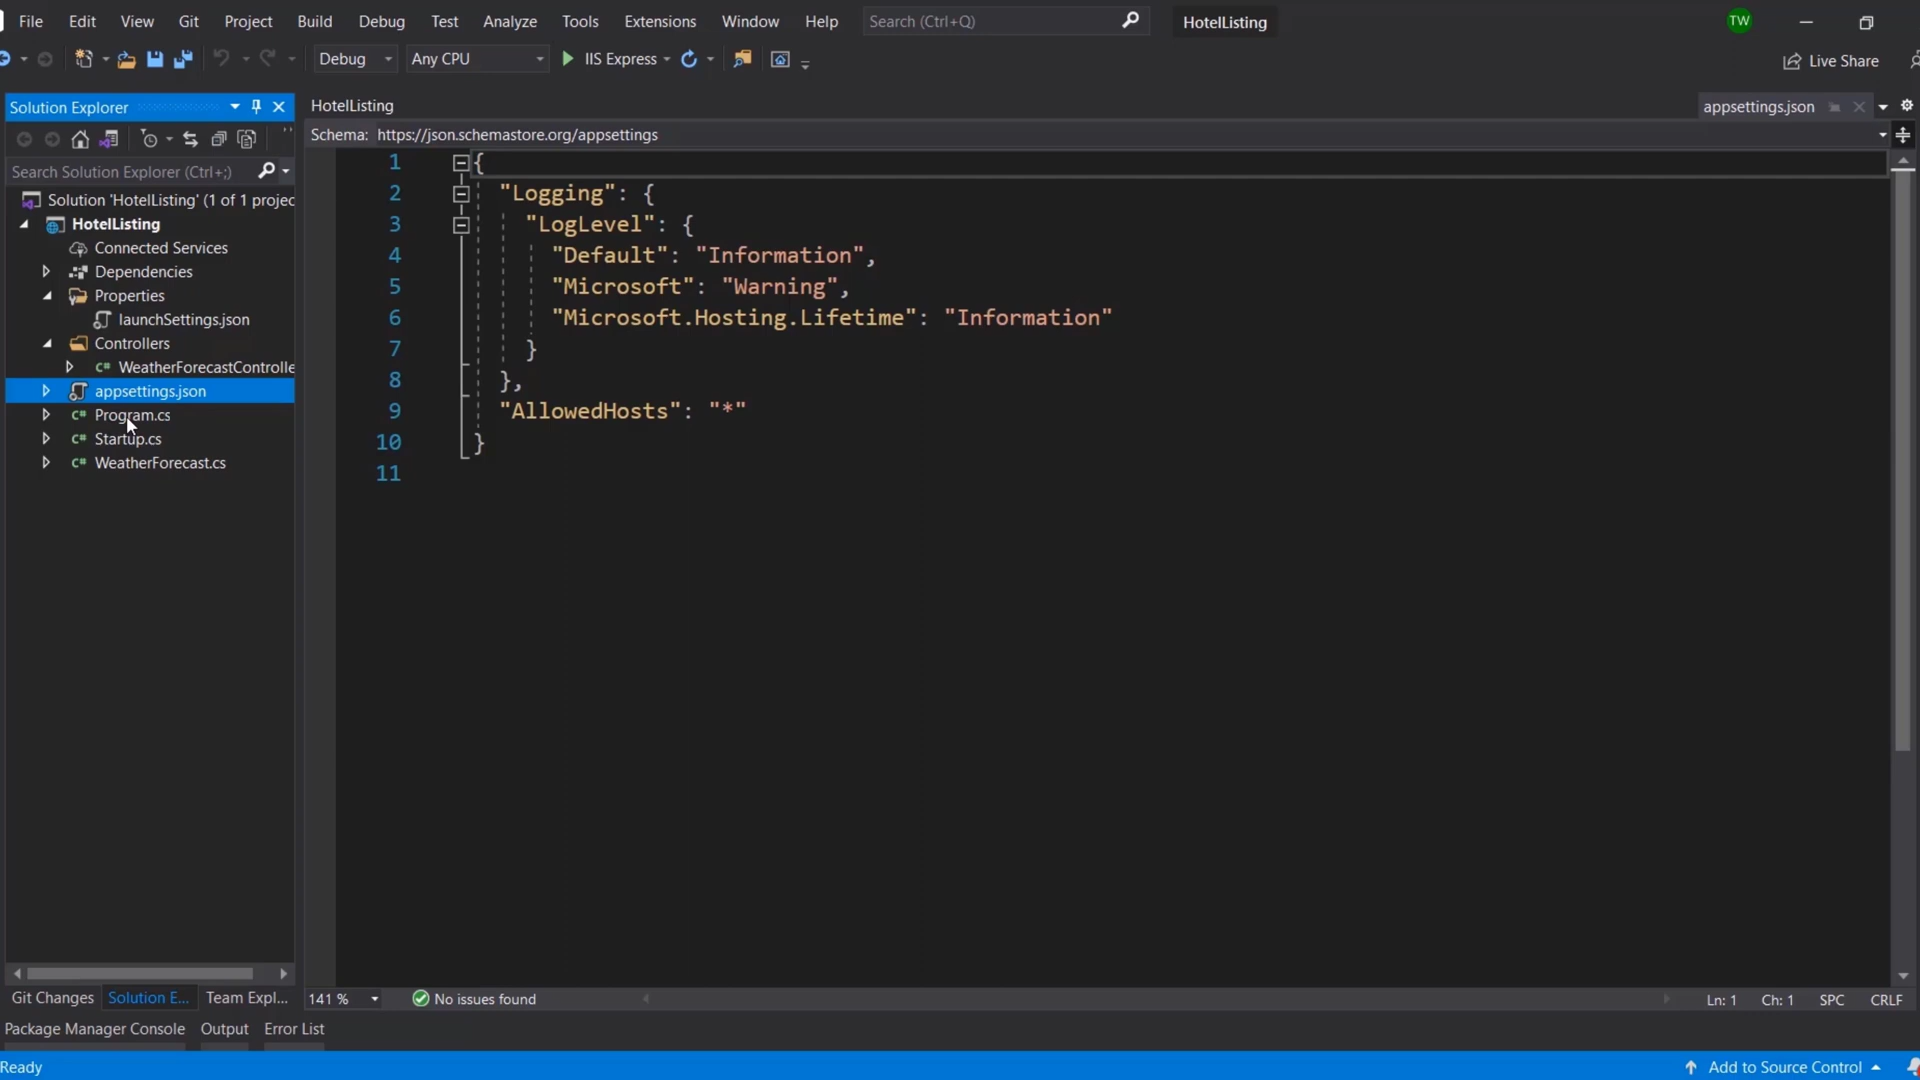 File Edit View Git Project Build Debug Test Analyze Tools Extensions Window Help Search (Ctrl+Q) HotelListing TW
Debug Any CPU IIS Express Live Share
Solution Explorer
Search Solution Explorer (Ctrl+;)
Solution 'HotelListing' (1 of 1 projec
HotelListing
Connected Services
Dependencies
Properties
launchSettings.json
Controllers
WeatherForecastControlle
appsettings.json
Program.cs
Startup.cs
WeatherForecast.cs
HotelListing appsettings.json
Schema: https://json.schemastore.org/appsettings
1 {
2 "Logging": {
3 "LogLevel": {
4 "Default": "Information",
5 "Microsoft": "Warning",
6 "Microsoft.Hosting.Lifetime": "Information"
7 }
8 },
9 "AllowedHosts": "*"
10 }
11
Git Changes Solution E... Team Expl... 141 % No issues found Ln: 1 Ch: 1 SPC CRLF
Package Manager Console Output Error List
Ready Add to Source Control